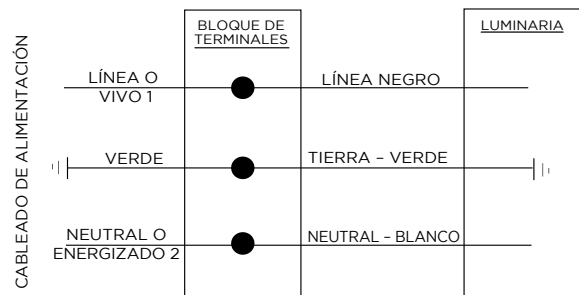 CABLEADO DE ALIMENTACIÓN
BLOQUE DE
TERMINALES
LUMINARIA
LÍNEA O
VIVO 1
LÍNEA NEGRO
VERDE
TIERRA – VERDE
NEUTRAL O
ENERGIZADO 2
NEUTRAL – BLANCO